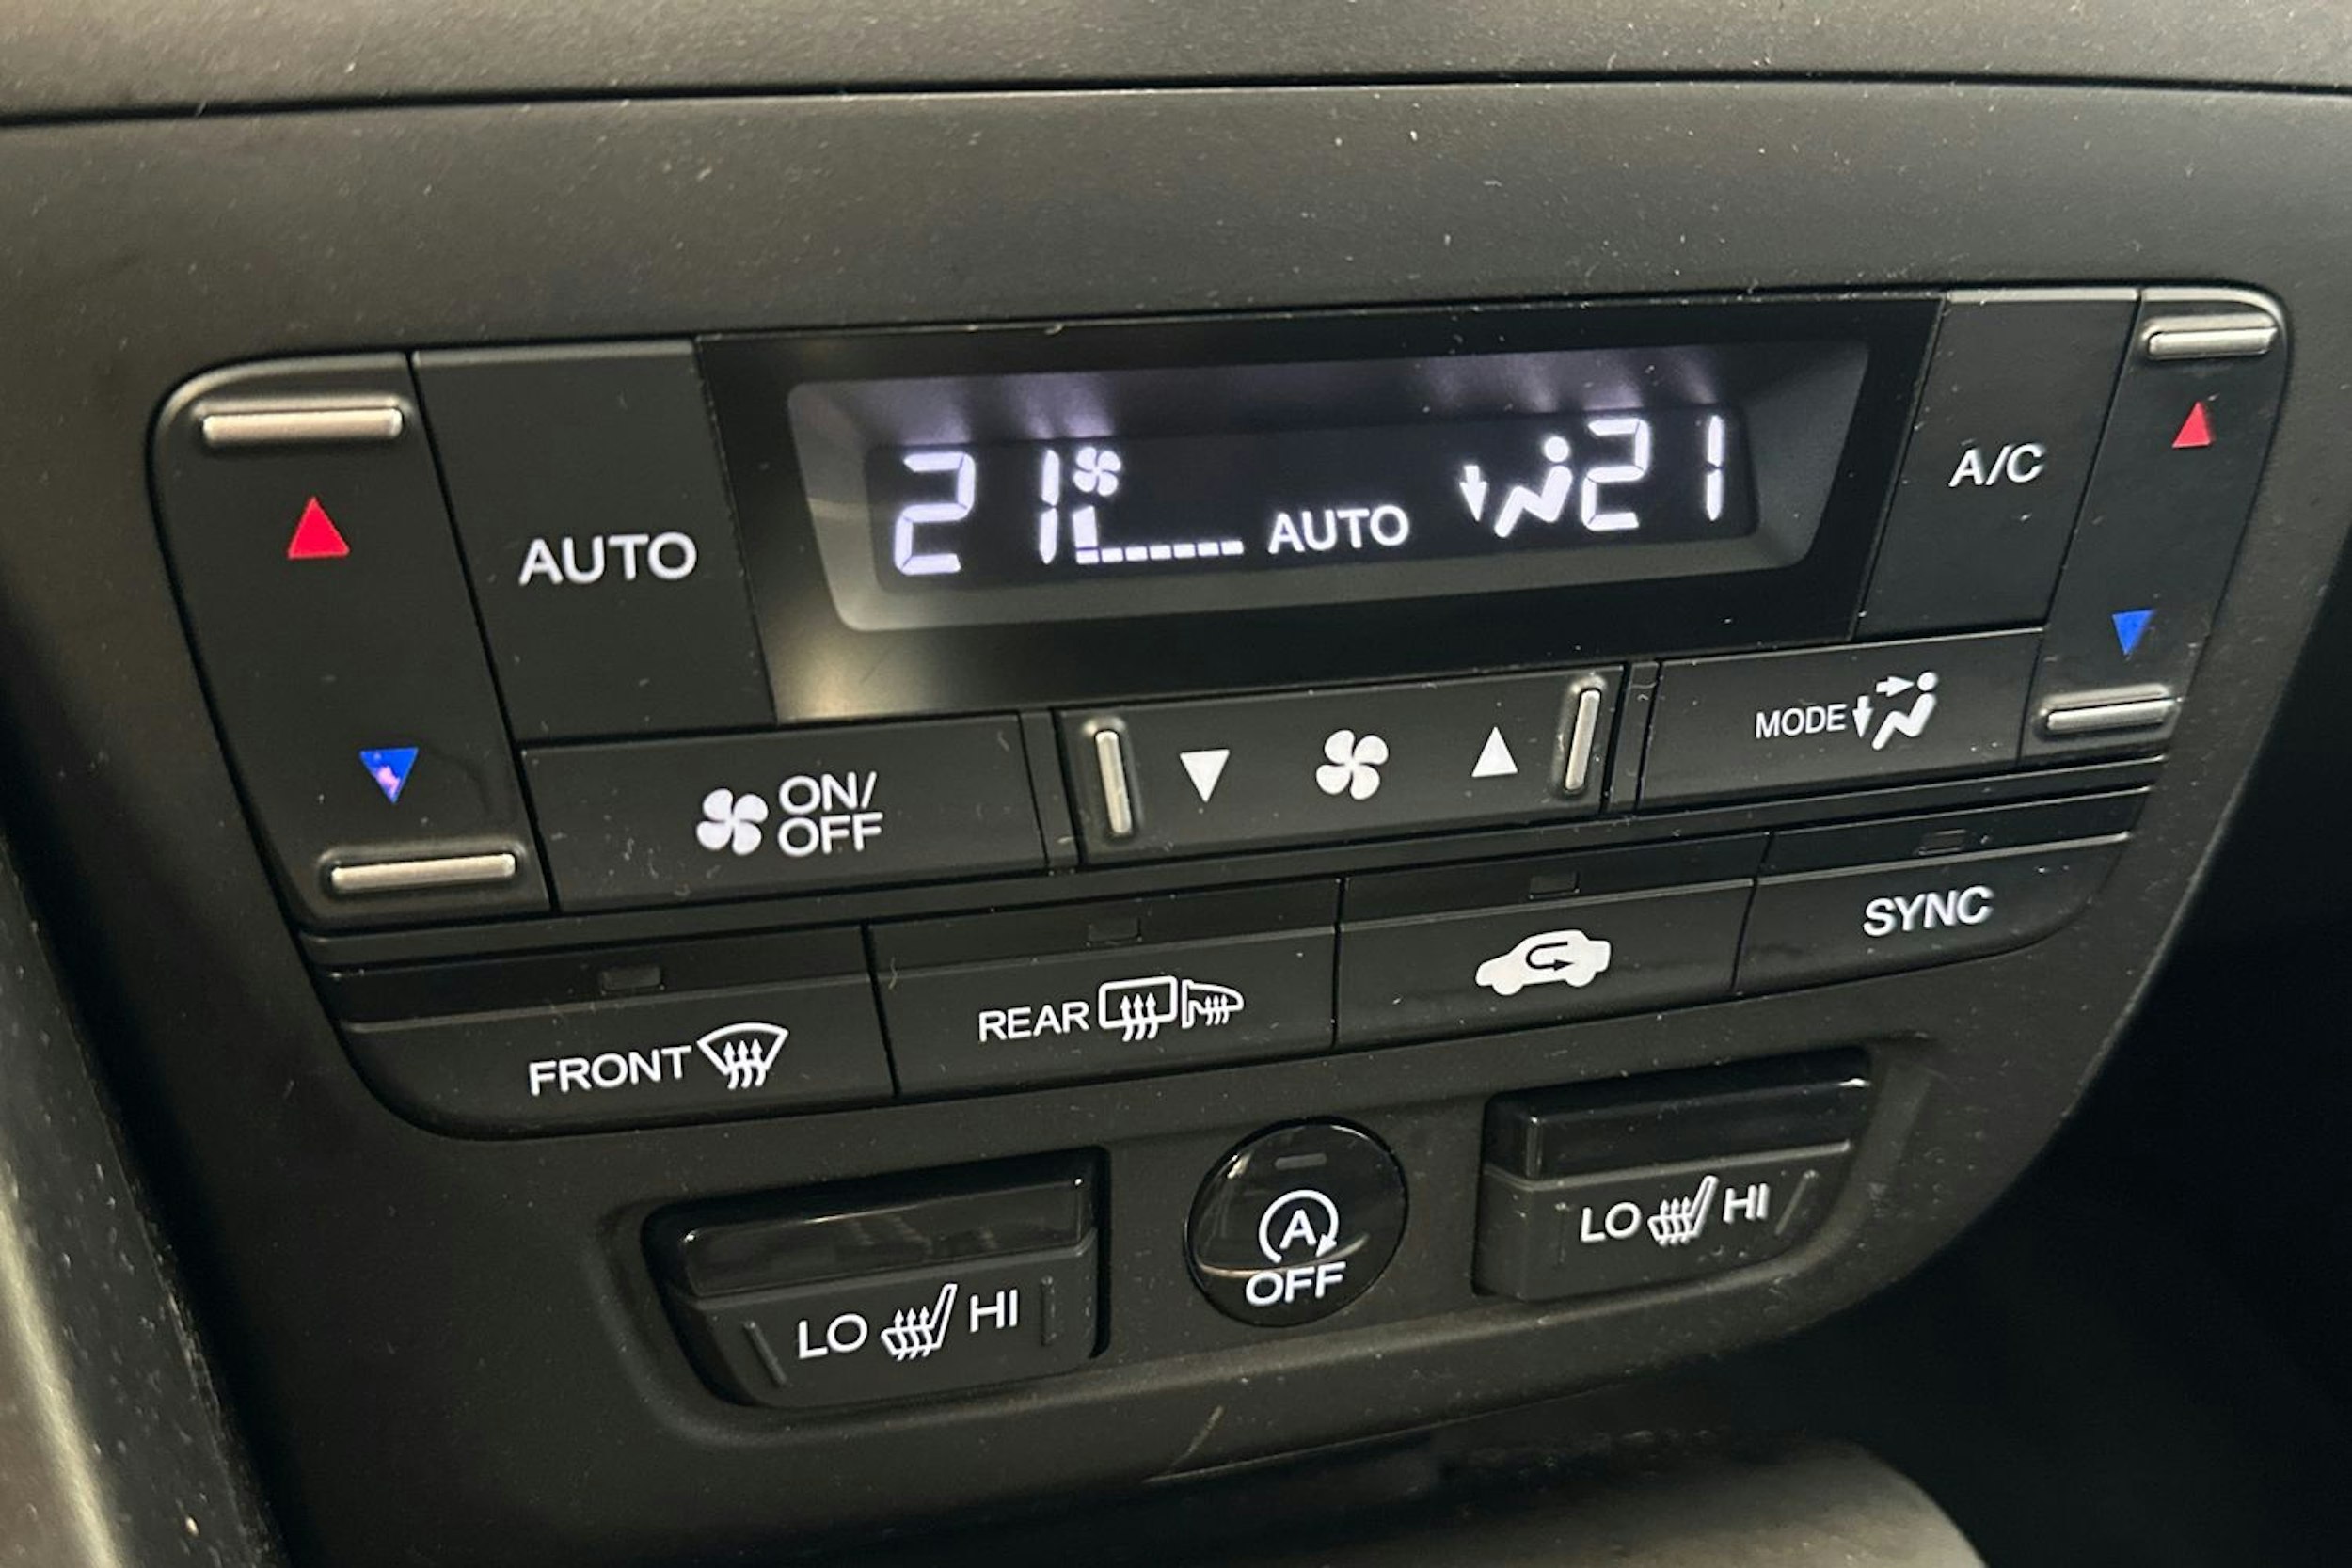 21 AUTO 21
AUTO
A/C
ON/
OFF
MODE
FRONT
REAR
SYNC
LO HI
A
OFF
LO HI